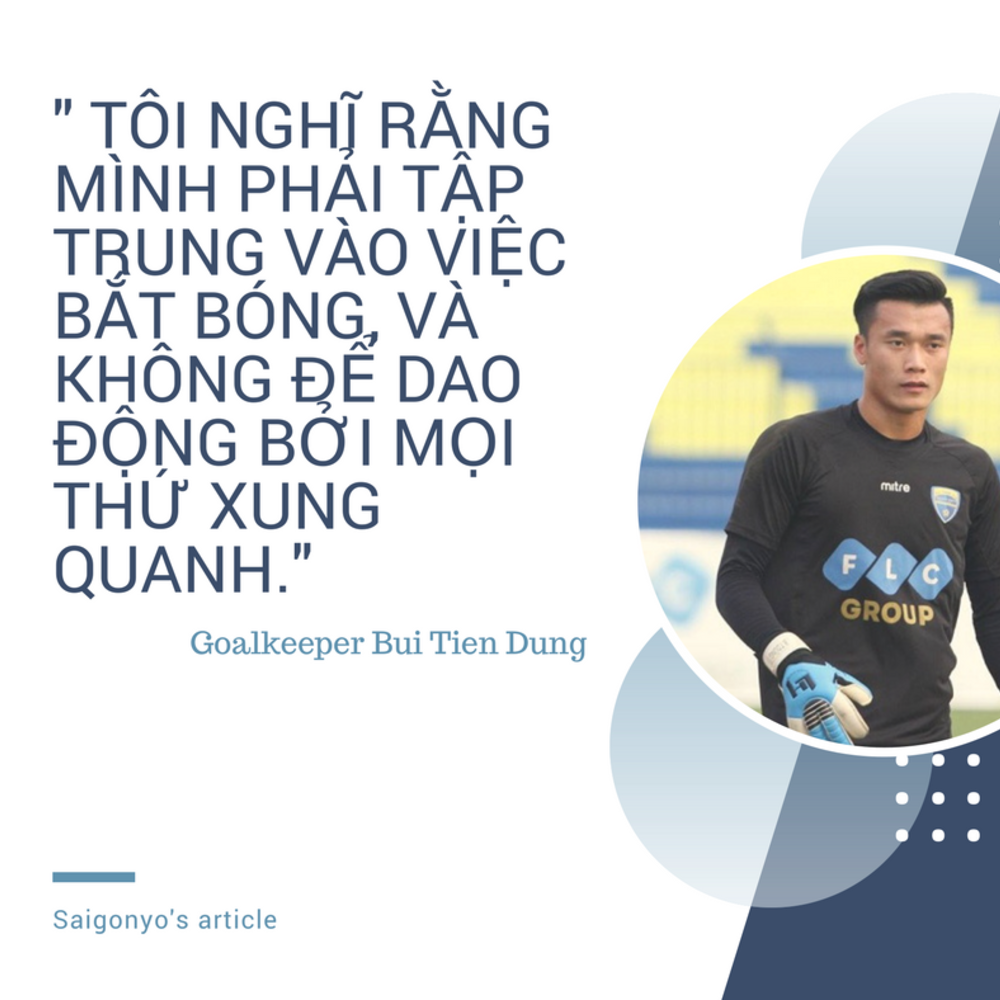 " TÔI NGHĨ RẰNG
MÌNH PHẢI TẬP
TRUNG VÀO VIỆC
BẮT BÓNG, VÀ
KHÔNG ĐỂ DAO
ĐỘNG BỞI MỌI
THỨ XUNG
QUANH."
Goalkeeper Bui Tien Dung
mitre
FLC
GROUP
Saigonyo's article